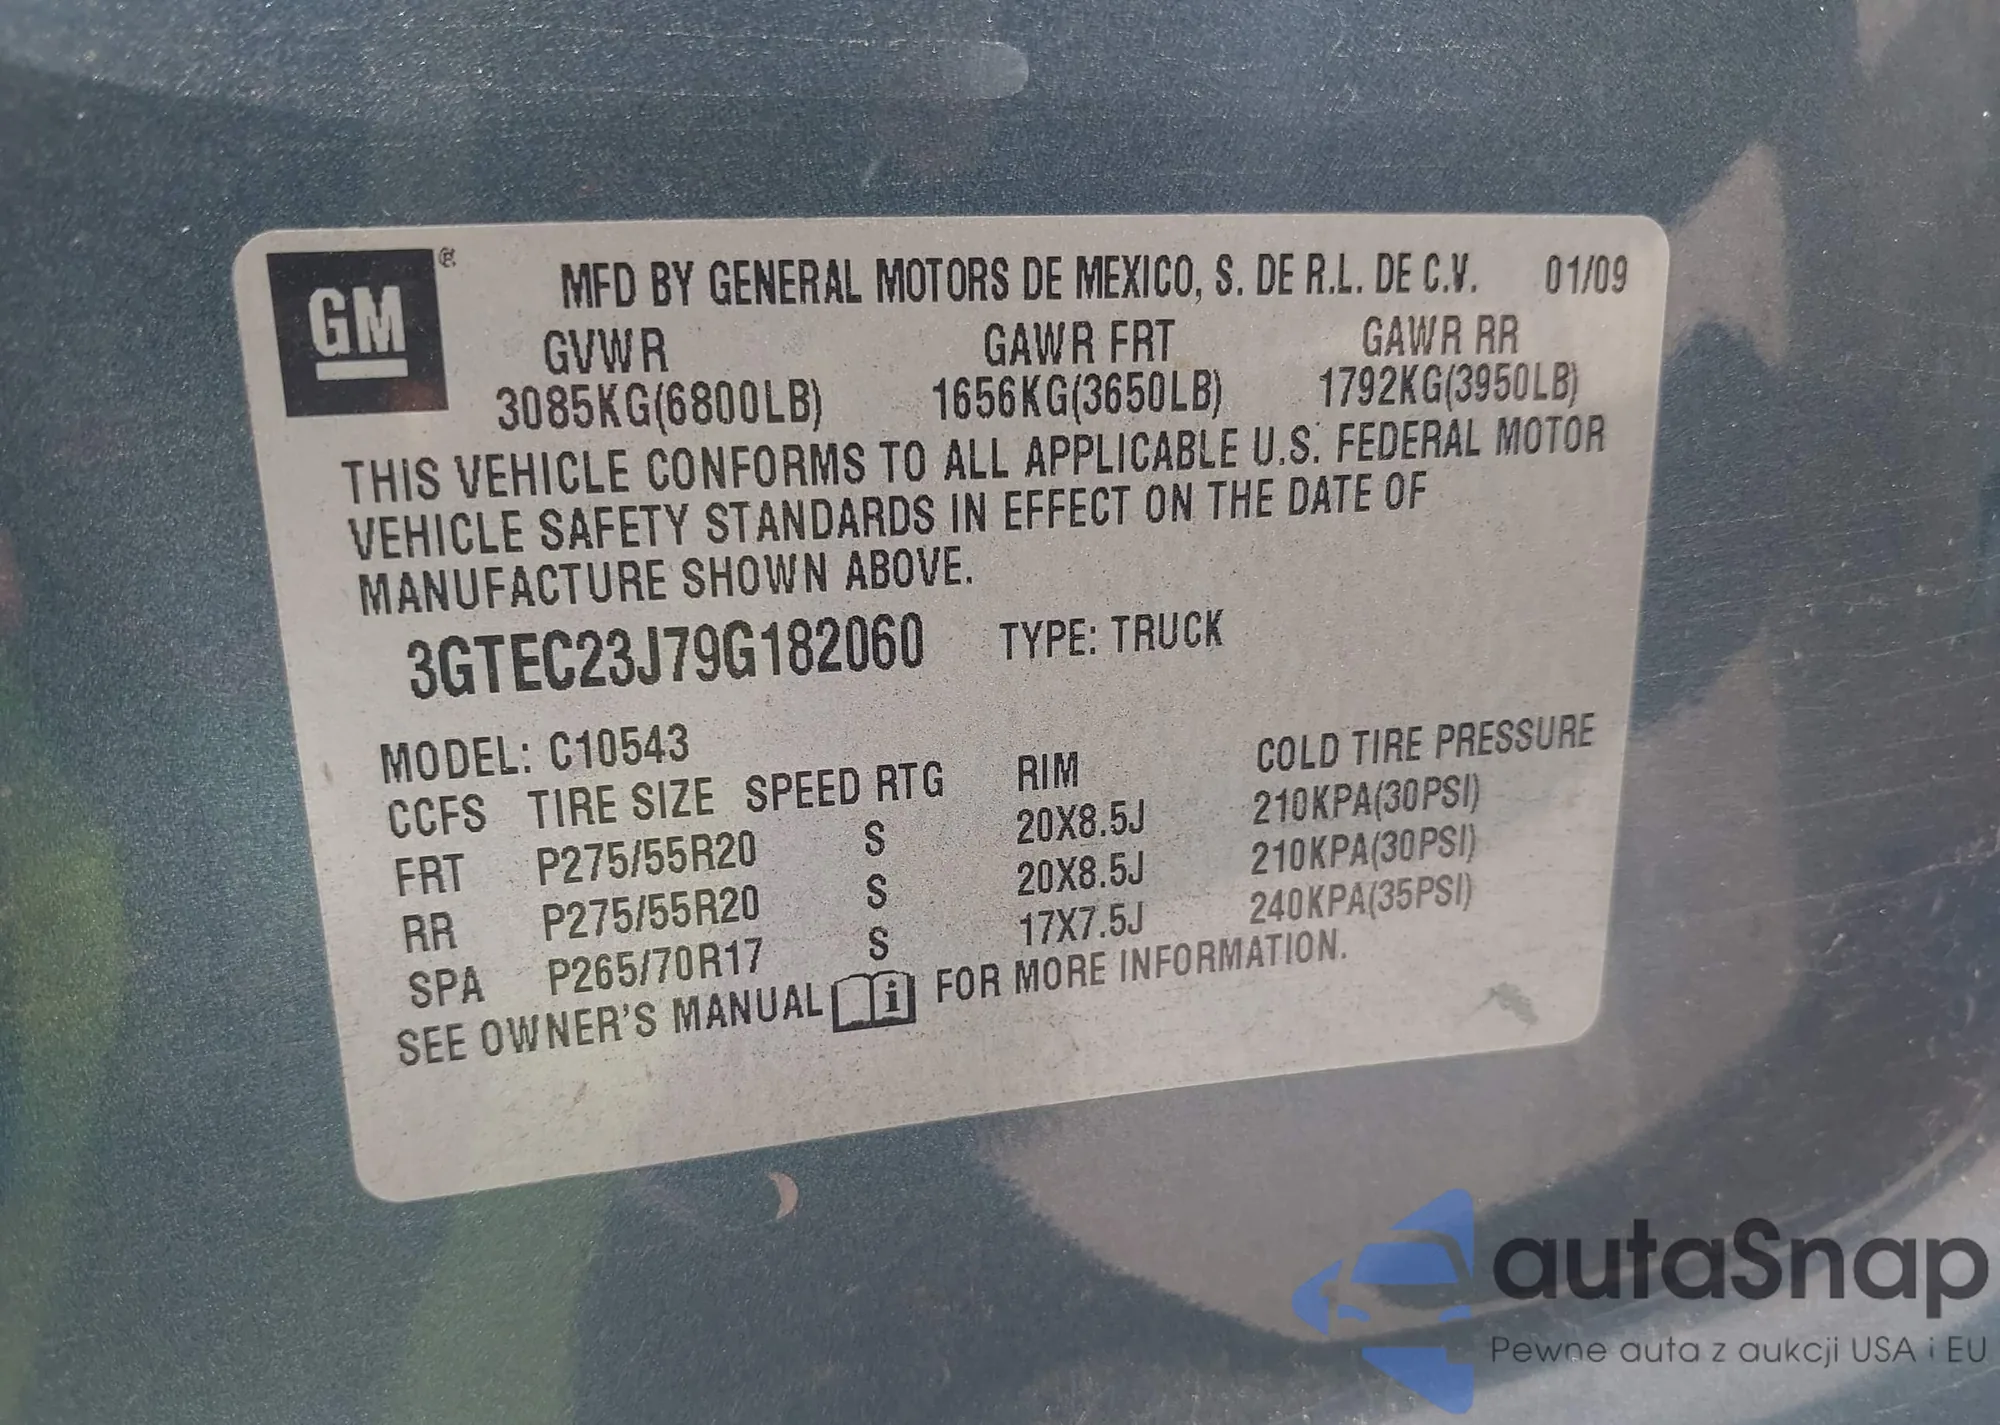 GM®
MFD BY GENERAL MOTORS DE MEXICO, S. DE R.L. DE C.V. 01/09
GVWR GAWR FRT GAWR RR
3085KG(6800LB) 1656KG(3650LB) 1792KG(3950LB)
THIS VEHICLE CONFORMS TO ALL APPLICABLE U.S. FEDERAL MOTOR
VEHICLE SAFETY STANDARDS IN EFFECT ON THE DATE OF
MANUFACTURE SHOWN ABOVE.
3GTEC23J79G182060 TYPE: TRUCK
MODEL: C10543
CCFS TIRE SIZE SPEED RTG RIM COLD TIRE PRESSURE
FRT P275/55R20 S 20X8.5J 210KPA(30PSI)
RR P275/55R20 S 20X8.5J 210KPA(30PSI)
SPA P265/70R17 S 17X7.5J 240KPA(35PSI)
SEE OWNER'S MANUAL i FOR MORE INFORMATION.
autaSnap
Pewne auta z aukcji USA i EU